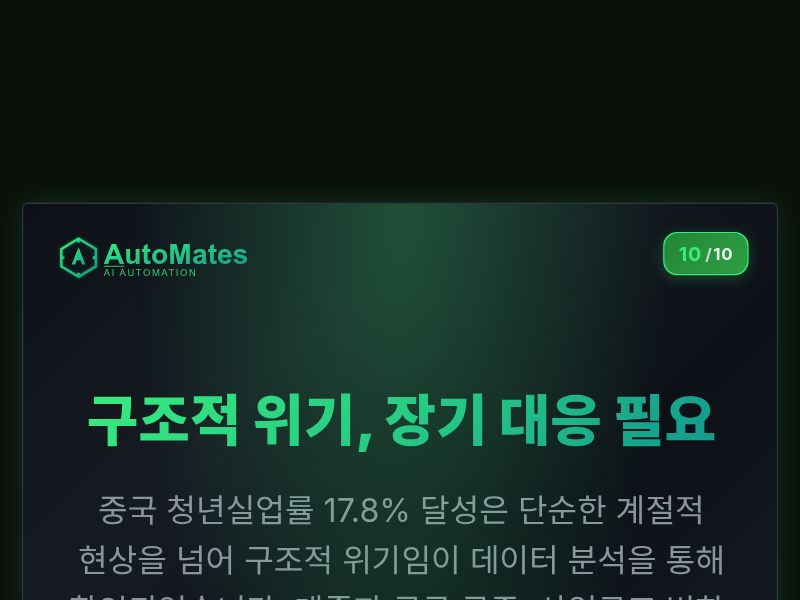 AutoMates
AI AUTOMATION
10 / 10
구조적 위기, 장기 대응 필요
중국 청년실업률 17.8% 달성은 단순한 계절적
현상을 넘어 구조적 위기임이 데이터 분석을 통해